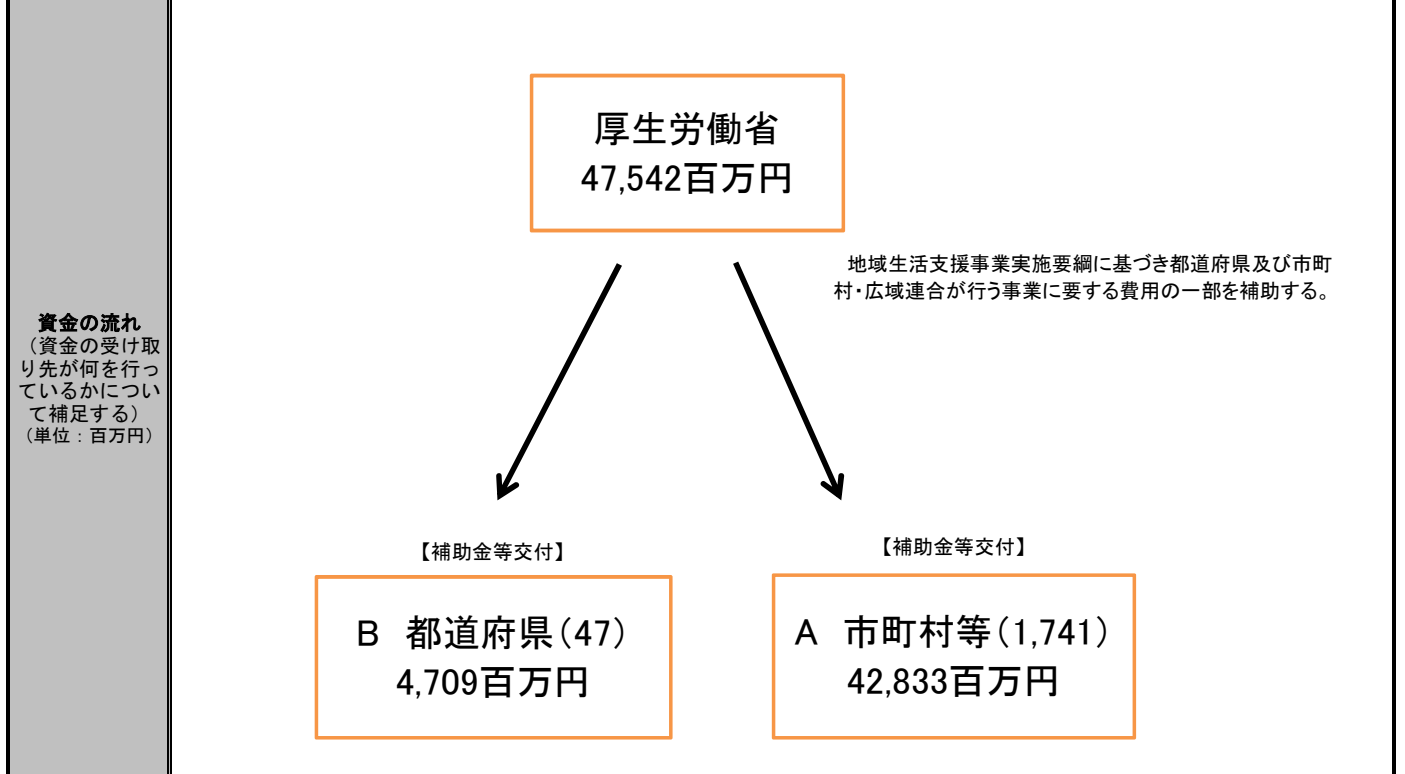 資金の流れ
（資金の受け取
り先が何を行っ
ているかについ
て補足する）
（単位：百万円）
厚生労働省
47,542百万円
地域生活支援事業実施要綱に基づき都道府県及び市町
村・広域連合が行う事業に要する費用の一部を補助する。
【補助金等交付】
B　都道府県（47）
4,709百万円
【補助金等交付】
A　市町村等（1,741）
42,833百万円